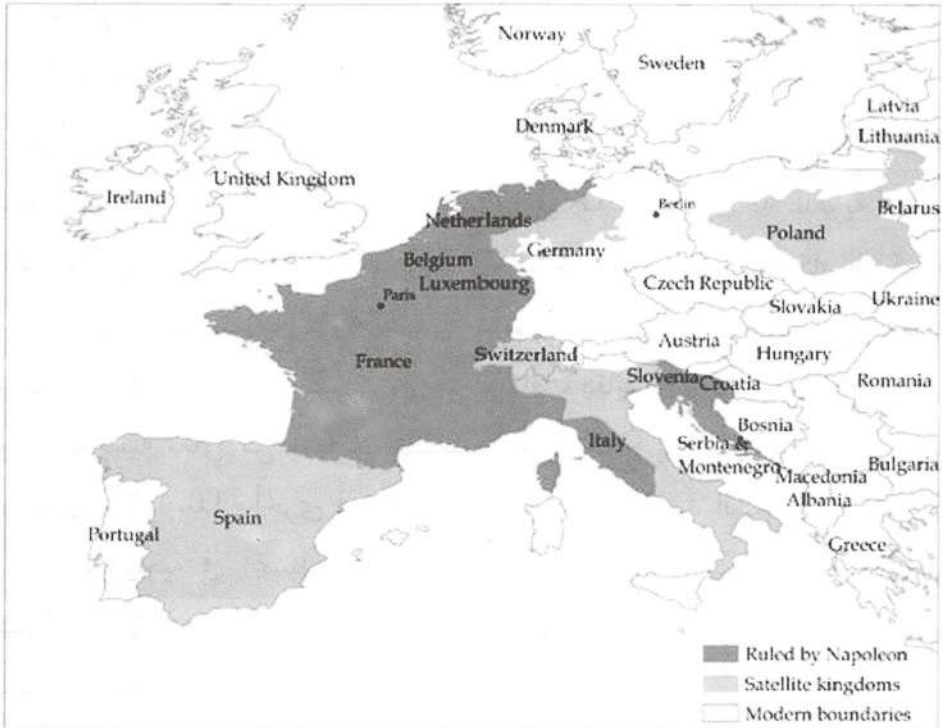 Norway
Sweden
Latvia
Denmark
Lithuania
Ireland
United Kingdom
Berlin
Belarus
Netherlands
Poland
Germany
Belgium
Luxembourg
Czech Republic
Paris
Slovakia
Ukraine
Austria
Switzerland
Hungary
France
Slovenia
Croatia
Romania
Bosnia
Italy
Serbia &
Montenegro
Bulgaria
Macedonia
Albania
Spain
Portugal
Greece
Ruled by Napoleon
Satellite kingdoms
Modern boundaries